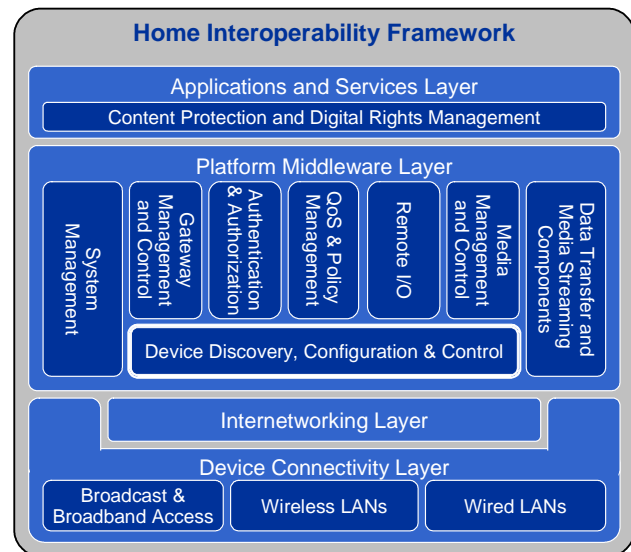 Home Interoperability Framework
Applications and Services Layer
Content Protection and Digital Rights Management
Platform Middleware Layer
System
Management
Gateway
Management
and Control
Authentication
& Authorization
QoS & Policy
Management
Remote I/O
Media
Management
and Control
Data Transfer and
Media Streaming
Components
Device Discovery, Configuration & Control
Internetworking Layer
Device Connectivity Layer
Broadcast &
Broadband Access
Wireless LANs
Wired LANs